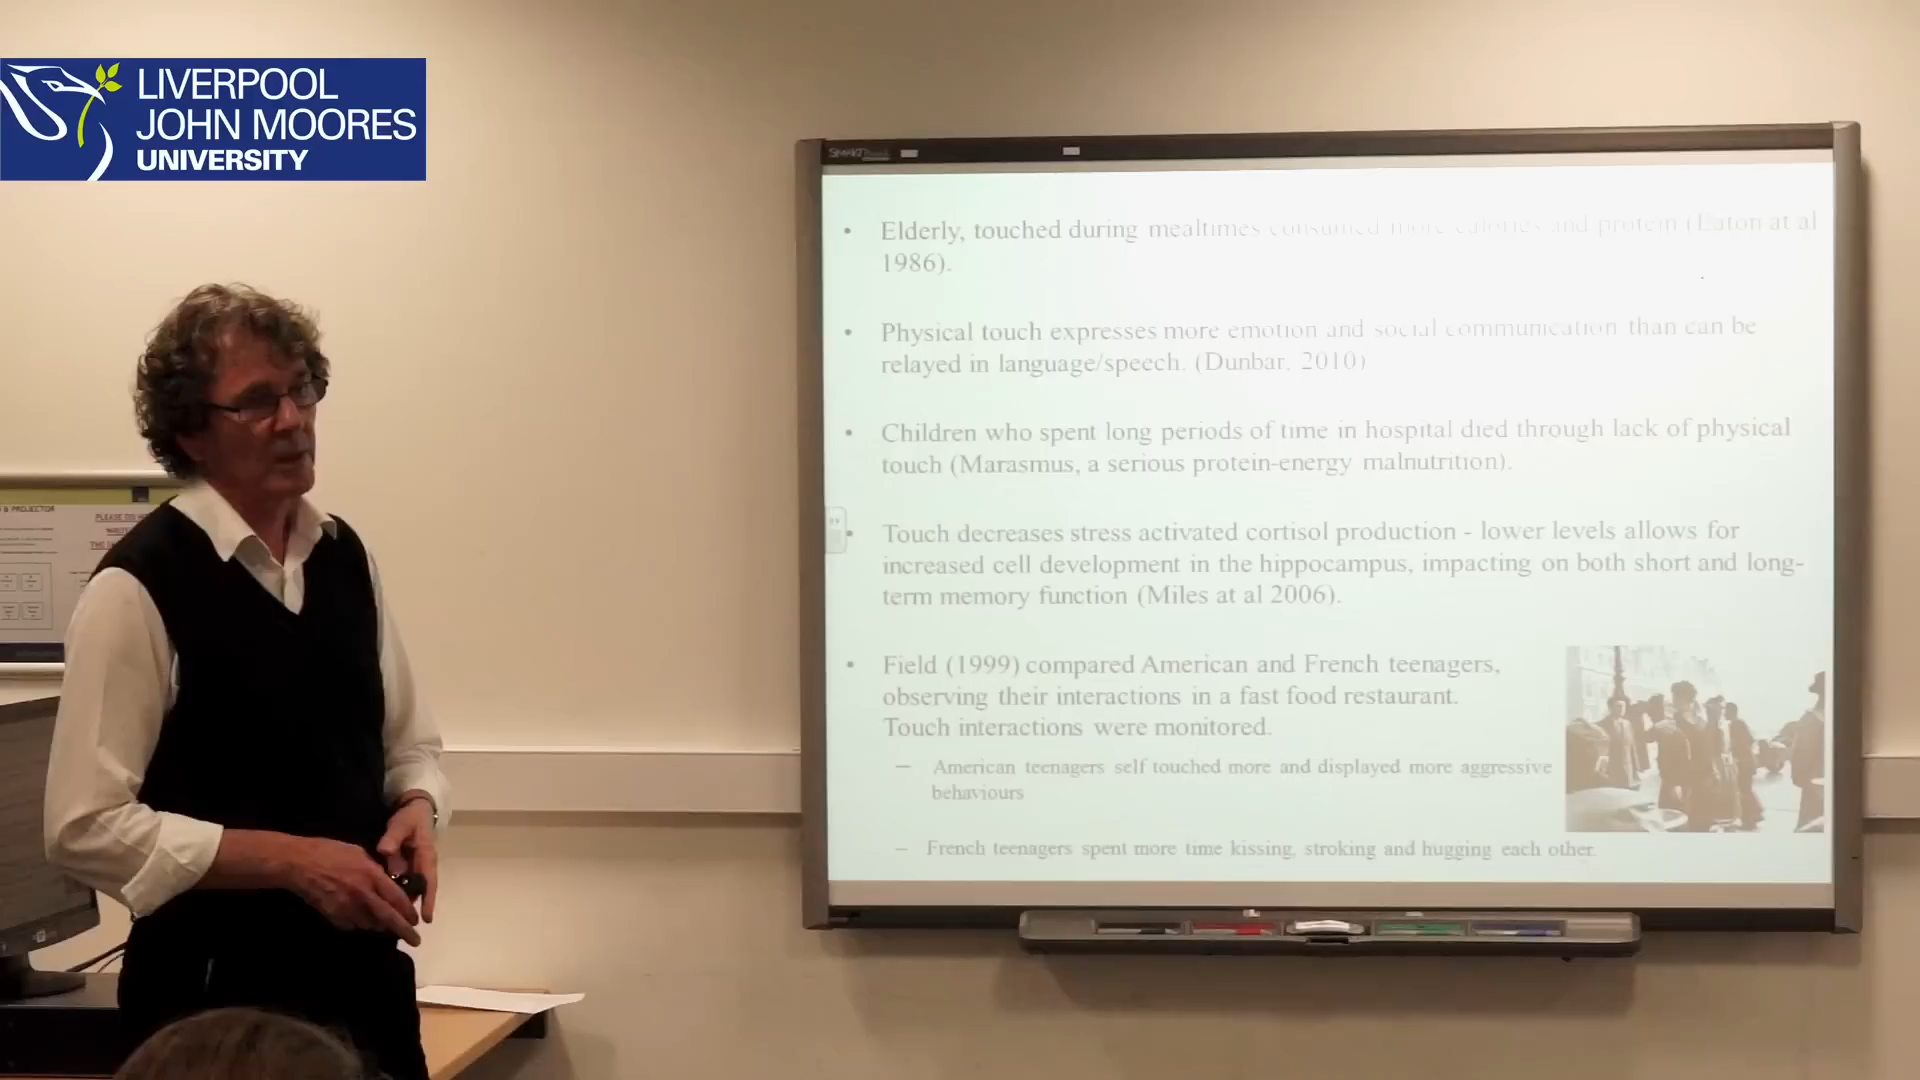 LIVERPOOL
JOHN MOORES
UNIVERSITY
SMART
• Elderly, touched during mealtimes consumed more calories and protein (Eaton at al
1986).
• Physical touch expresses more emotion and social communication than can be
relayed in language/speech. (Dunbar, 2010)
• Children who spent long periods of time in hospital died through lack of physical
touch (Marasmus, a serious protein-energy malnutrition).
• Touch decreases stress activated cortisol production - lower levels allows for
increased cell development in the hippocampus, impacting on both short and long-
term memory function (Miles at al 2006).
• Field (1999) compared American and French teenagers,
observing their interactions in a fast food restaurant.
Touch interactions were monitored.
– American teenagers self touched more and displayed more aggressive
behaviours
– French teenagers spent more time kissing, stroking and hugging each other.
& PROJECTOR
PLEASE DO